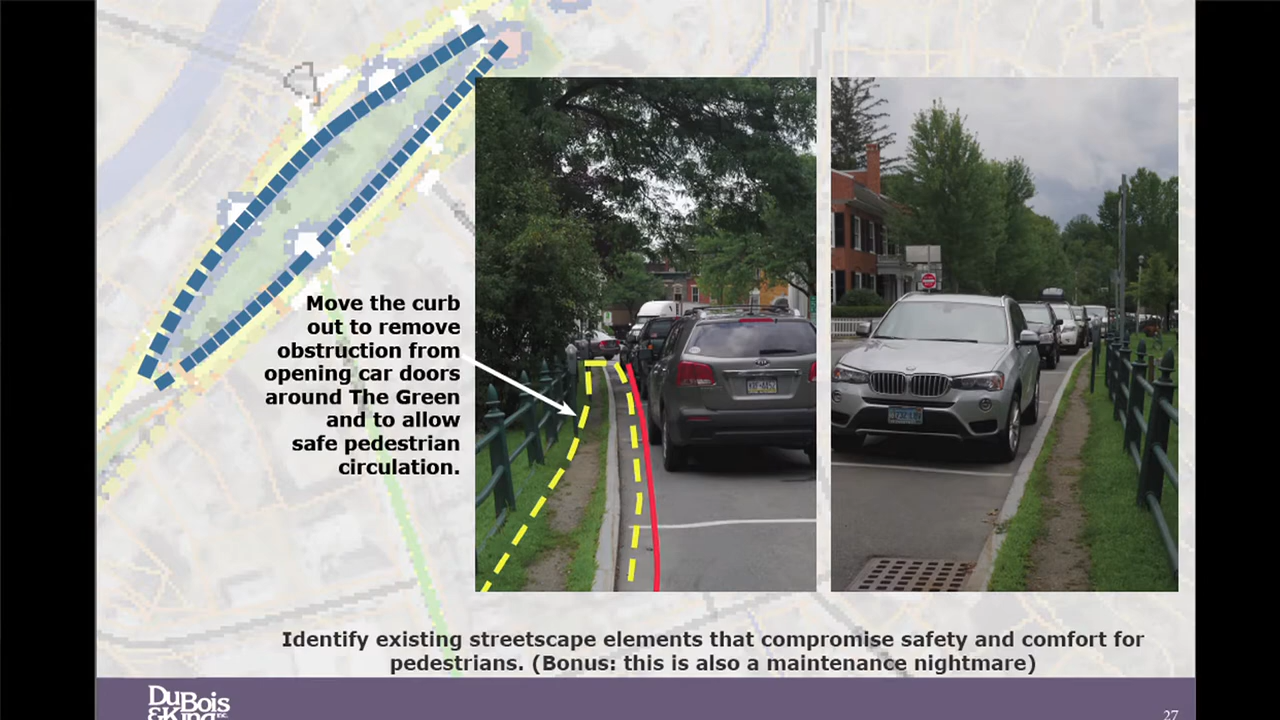 Move the curb
out to remove
obstruction from
opening car doors
around The Green
and to allow
safe pedestrian
circulation.
Identify existing streetscape elements that compromise safety and comfort for
pedestrians. (Bonus: this is also a maintenance nightmare)
DuBois
&King inc.
27